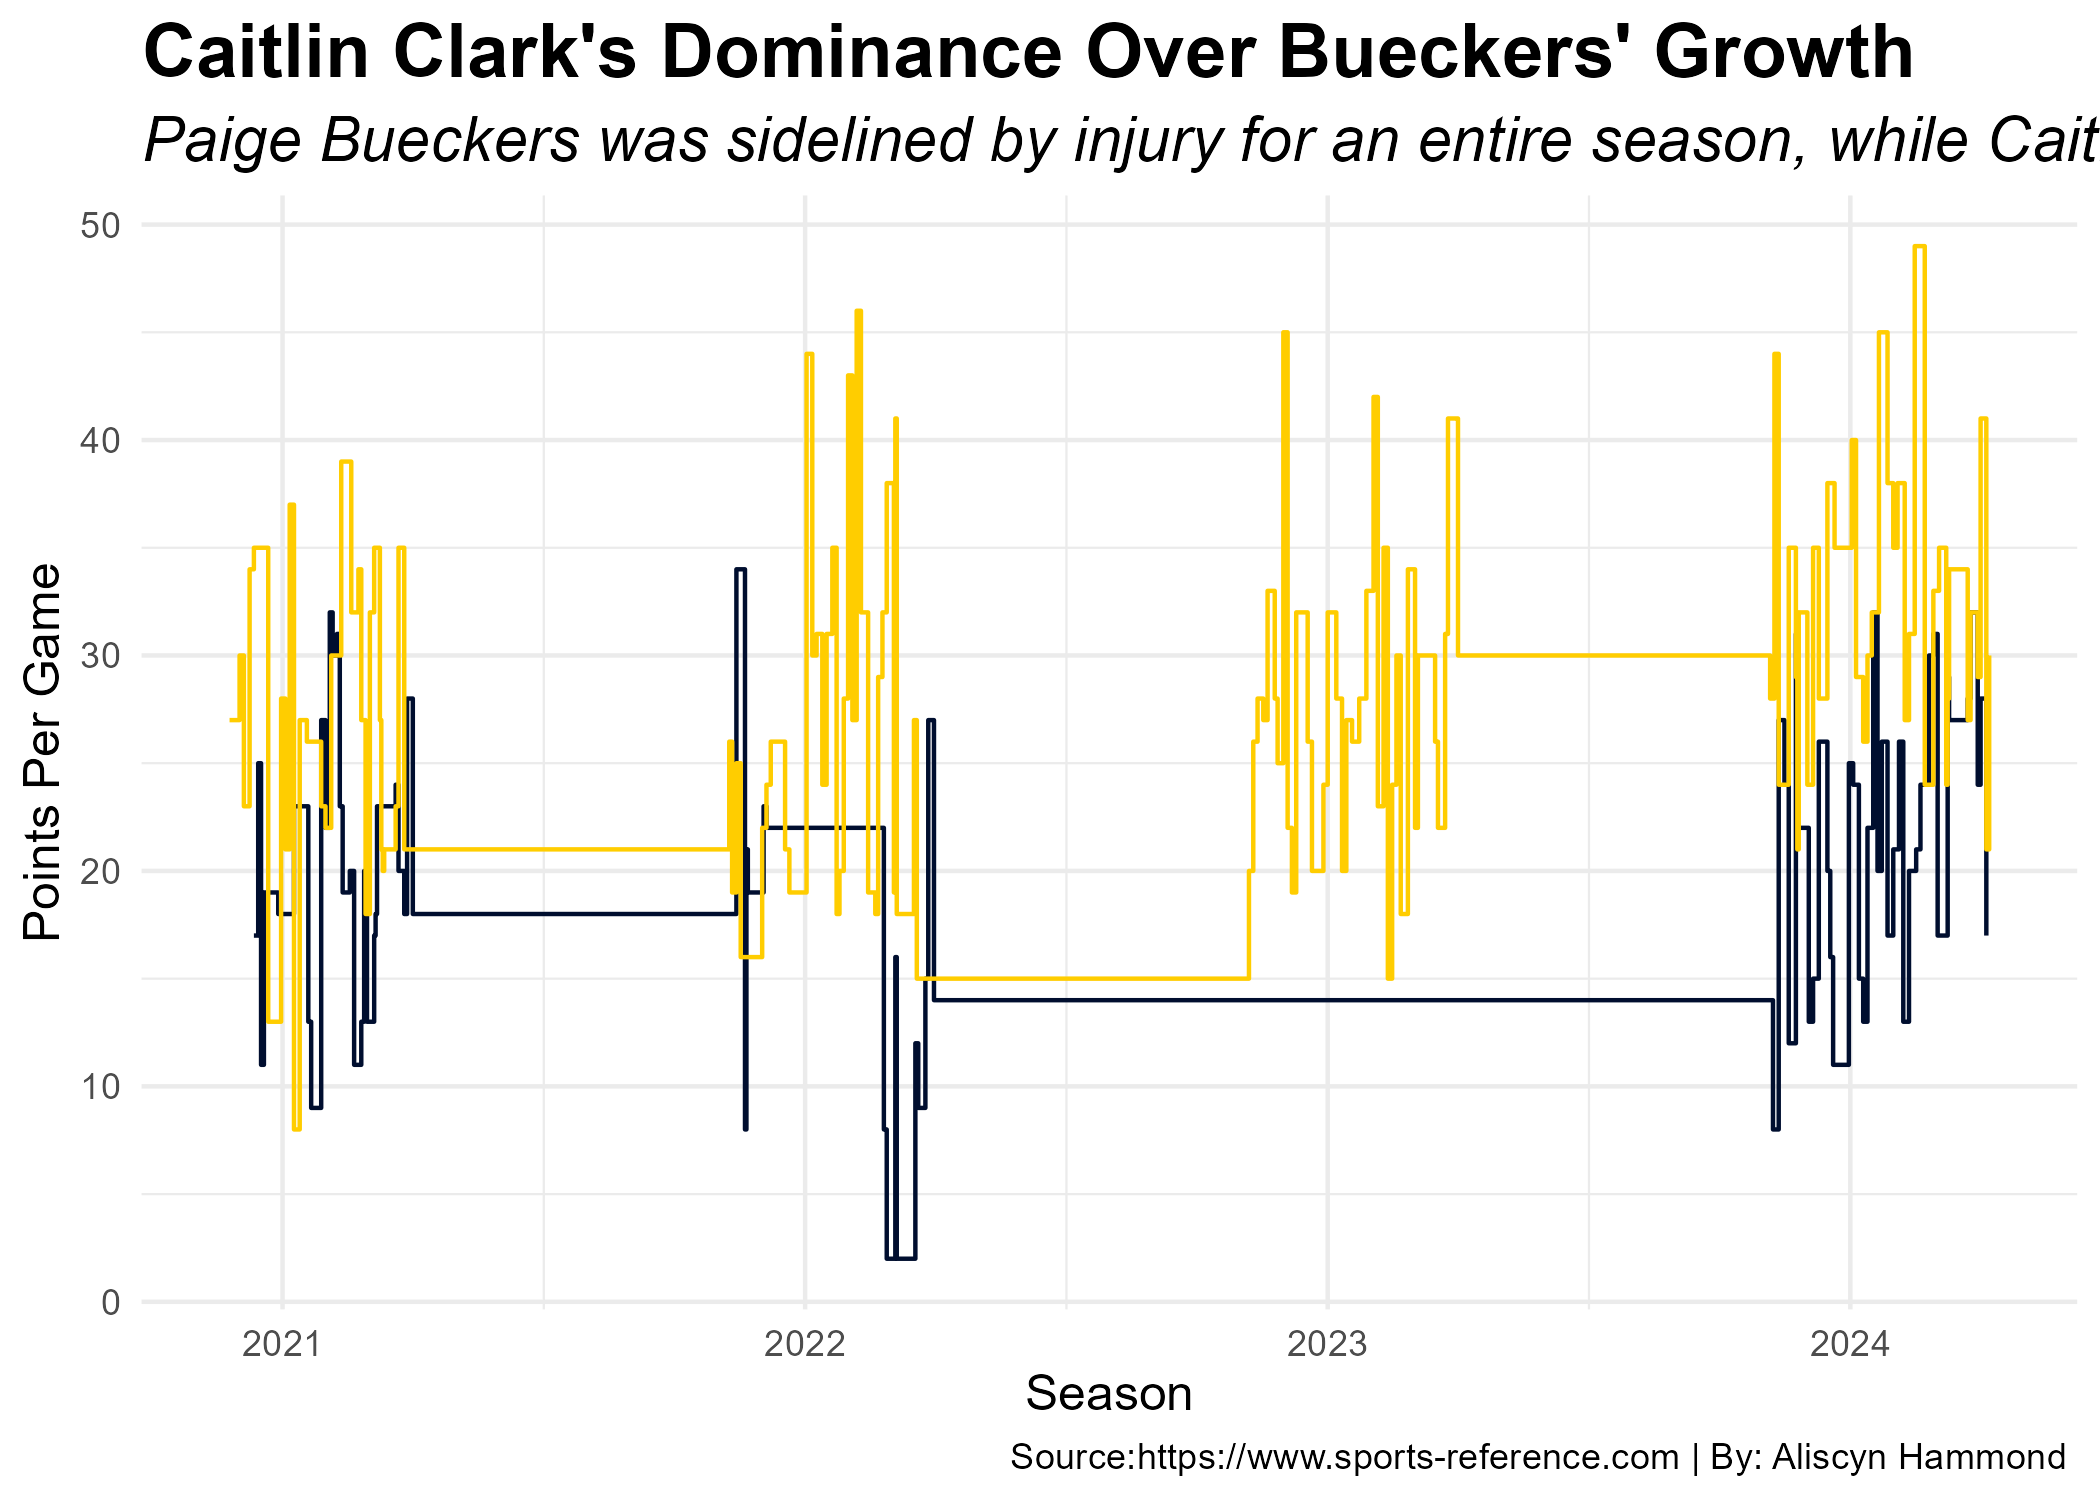 Caitlin Clark's Dominance Over Bueckers' Growth
Paige Bueckers was sidelined by injury for an entire season, while Cait
50
40
30
20
10
0
Points Per Game
2021
2022
2023
2024
Season
Source:https://www.sports-reference.com | By: Aliscyn Hammond